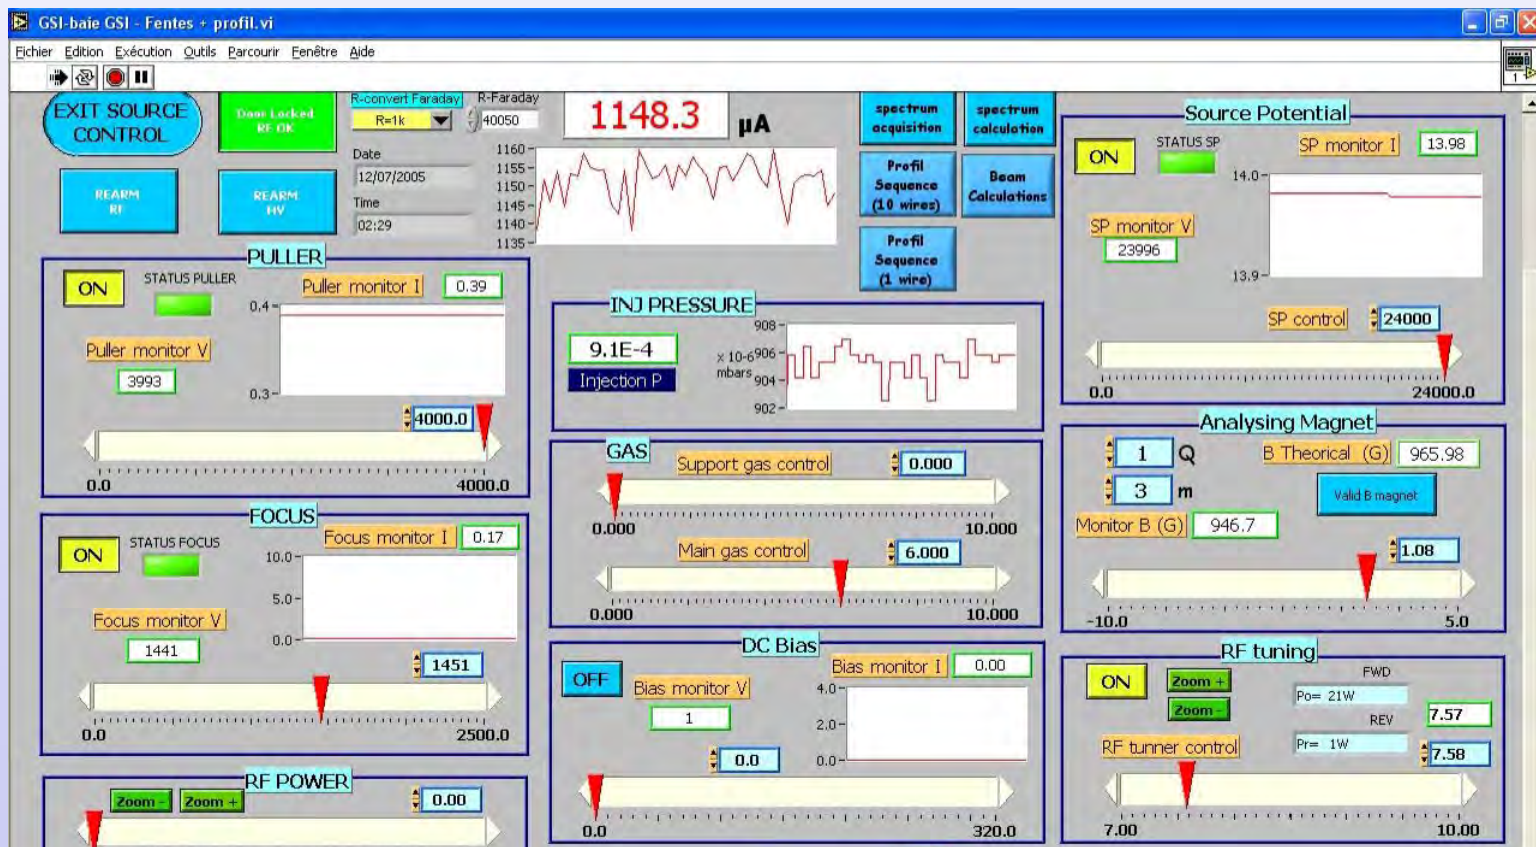 GSI-baie GSI - Fentes + profil.vi
Fichier Edition Exécution Outils Parcourir Fenêtre Aide
EXIT SOURCE
CONTROL
Door Locked
RF OK
REARM
RF
REARM
HV
R-convert Faraday
R=1k
R-Faraday
40050
Date
12/07/2005
Time
02:29
1148.3 µA
1160
1155
1150
1145
1140
1135
spectrum
acquisition
spectrum
calculation
Profil
Sequence
(10 wires)
Beam
Calculations
Profil
Sequence
(1 wire)
PULLER
ON
STATUS PULLER
Puller monitor I 0.39
0.4
0.3
Puller monitor V
3993
4000.0
0.0 4000.0
FOCUS
ON
STATUS FOCUS
Focus monitor I 0.17
10.0
5.0
0.0
Focus monitor V
1441
1451
0.0 2500.0
RF POWER
Zoom - Zoom + 0.00
INJ PRESSURE
9.1E-4
Injection P
x 10-6
mbars
908
906
904
902
GAS
Support gas control 0.000
0.000 10.000
Main gas control 6.000
0.000 10.000
DC Bias
OFF
Bias monitor I 0.00
Bias monitor V
1
4.0
2.0
0.0
0.0
0.0 320.0
Source Potential
ON
STATUS SP
SP monitor I 13.98
14.0
13.9
SP monitor V
23996
SP control 24000
0.0 24000.0
Analysing Magnet
1 Q
B Theorical (G) 965.98
3 m
Valid B magnet
Monitor B (G) 946.7
1.08
-10.0 5.0
RF tuning
ON
Zoom +
Zoom -
FWD
Po= 21W
REV
Pr= 1W
7.57
7.58
RF tunner control
7.00 10.00